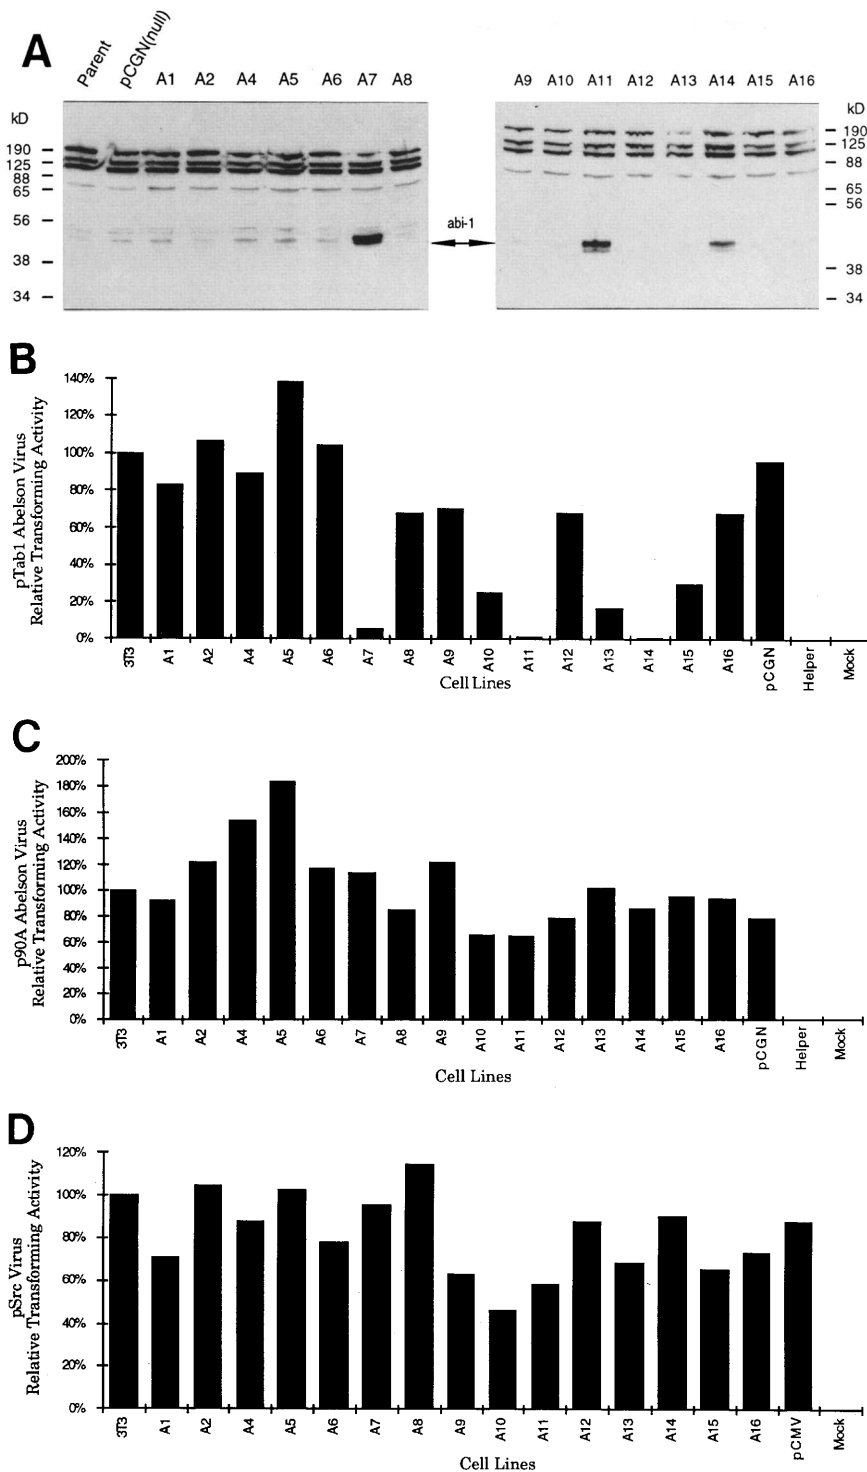 A
Parent pCGN(null) A1 A2 A4 A5 A6 A7 A8
A9 A10 A11 A12 A13 A14 A15 A16
kD
190
125
88
65
56
38
34
abi-1
kD
190
125
88
65
56
38
34
B
pTab1 Abelson Virus
Relative Transforming Activity
140%
120%
100%
80%
60%
40%
20%
0%
3T3 A1 A2 A4 A5 A6 A7 A8 A9 A10 A11 A12 A13 A14 A15 A16 pCGN Helper Mock
Cell Lines
C
p90A Abelson Virus
Relative Transforming Activity
200%
180%
160%
140%
120%
100%
80%
60%
40%
20%
0%
3T3 A1 A2 A4 A5 A6 A7 A8 A9 A10 A11 A12 A13 A14 A15 A16 pCGN Helper Mock
Cell Lines
D
pSrc Virus
Relative Transforming Activity
120%
100%
80%
60%
40%
20%
0%
3T3 A1 A2 A4 A5 A6 A7 A8 A9 A10 A11 A12 A13 A14 A15 A16 pCMV Mock
Cell Lines